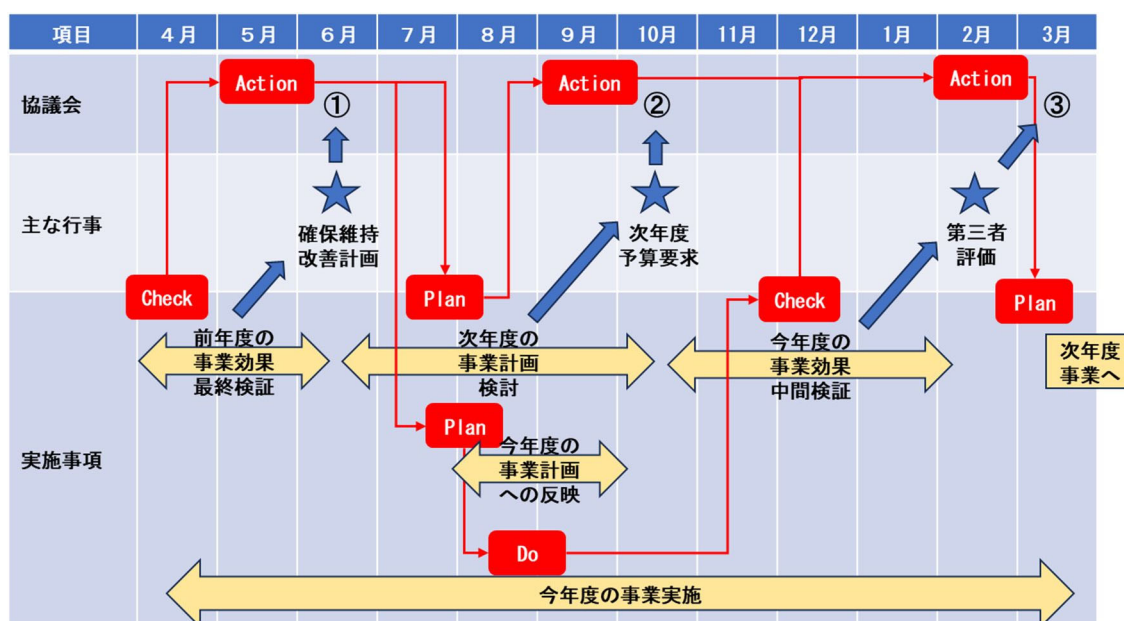 項目
４月
５月
６月
７月
８月
９月
10月
11月
12月
１月
２月
３月
協議会
Action
①
Action
②
Action
③
主な行事
確保維持
改善計画
次年度
予算要求
第三者
評価
Check
Plan
Check
Plan
前年度の
事業効果
最終検証
次年度の
事業計画
検討
今年度の
事業効果
中間検証
次年度
事業へ
実施事項
Plan
今年度の
事業計画
への反映
Do
今年度の事業実施